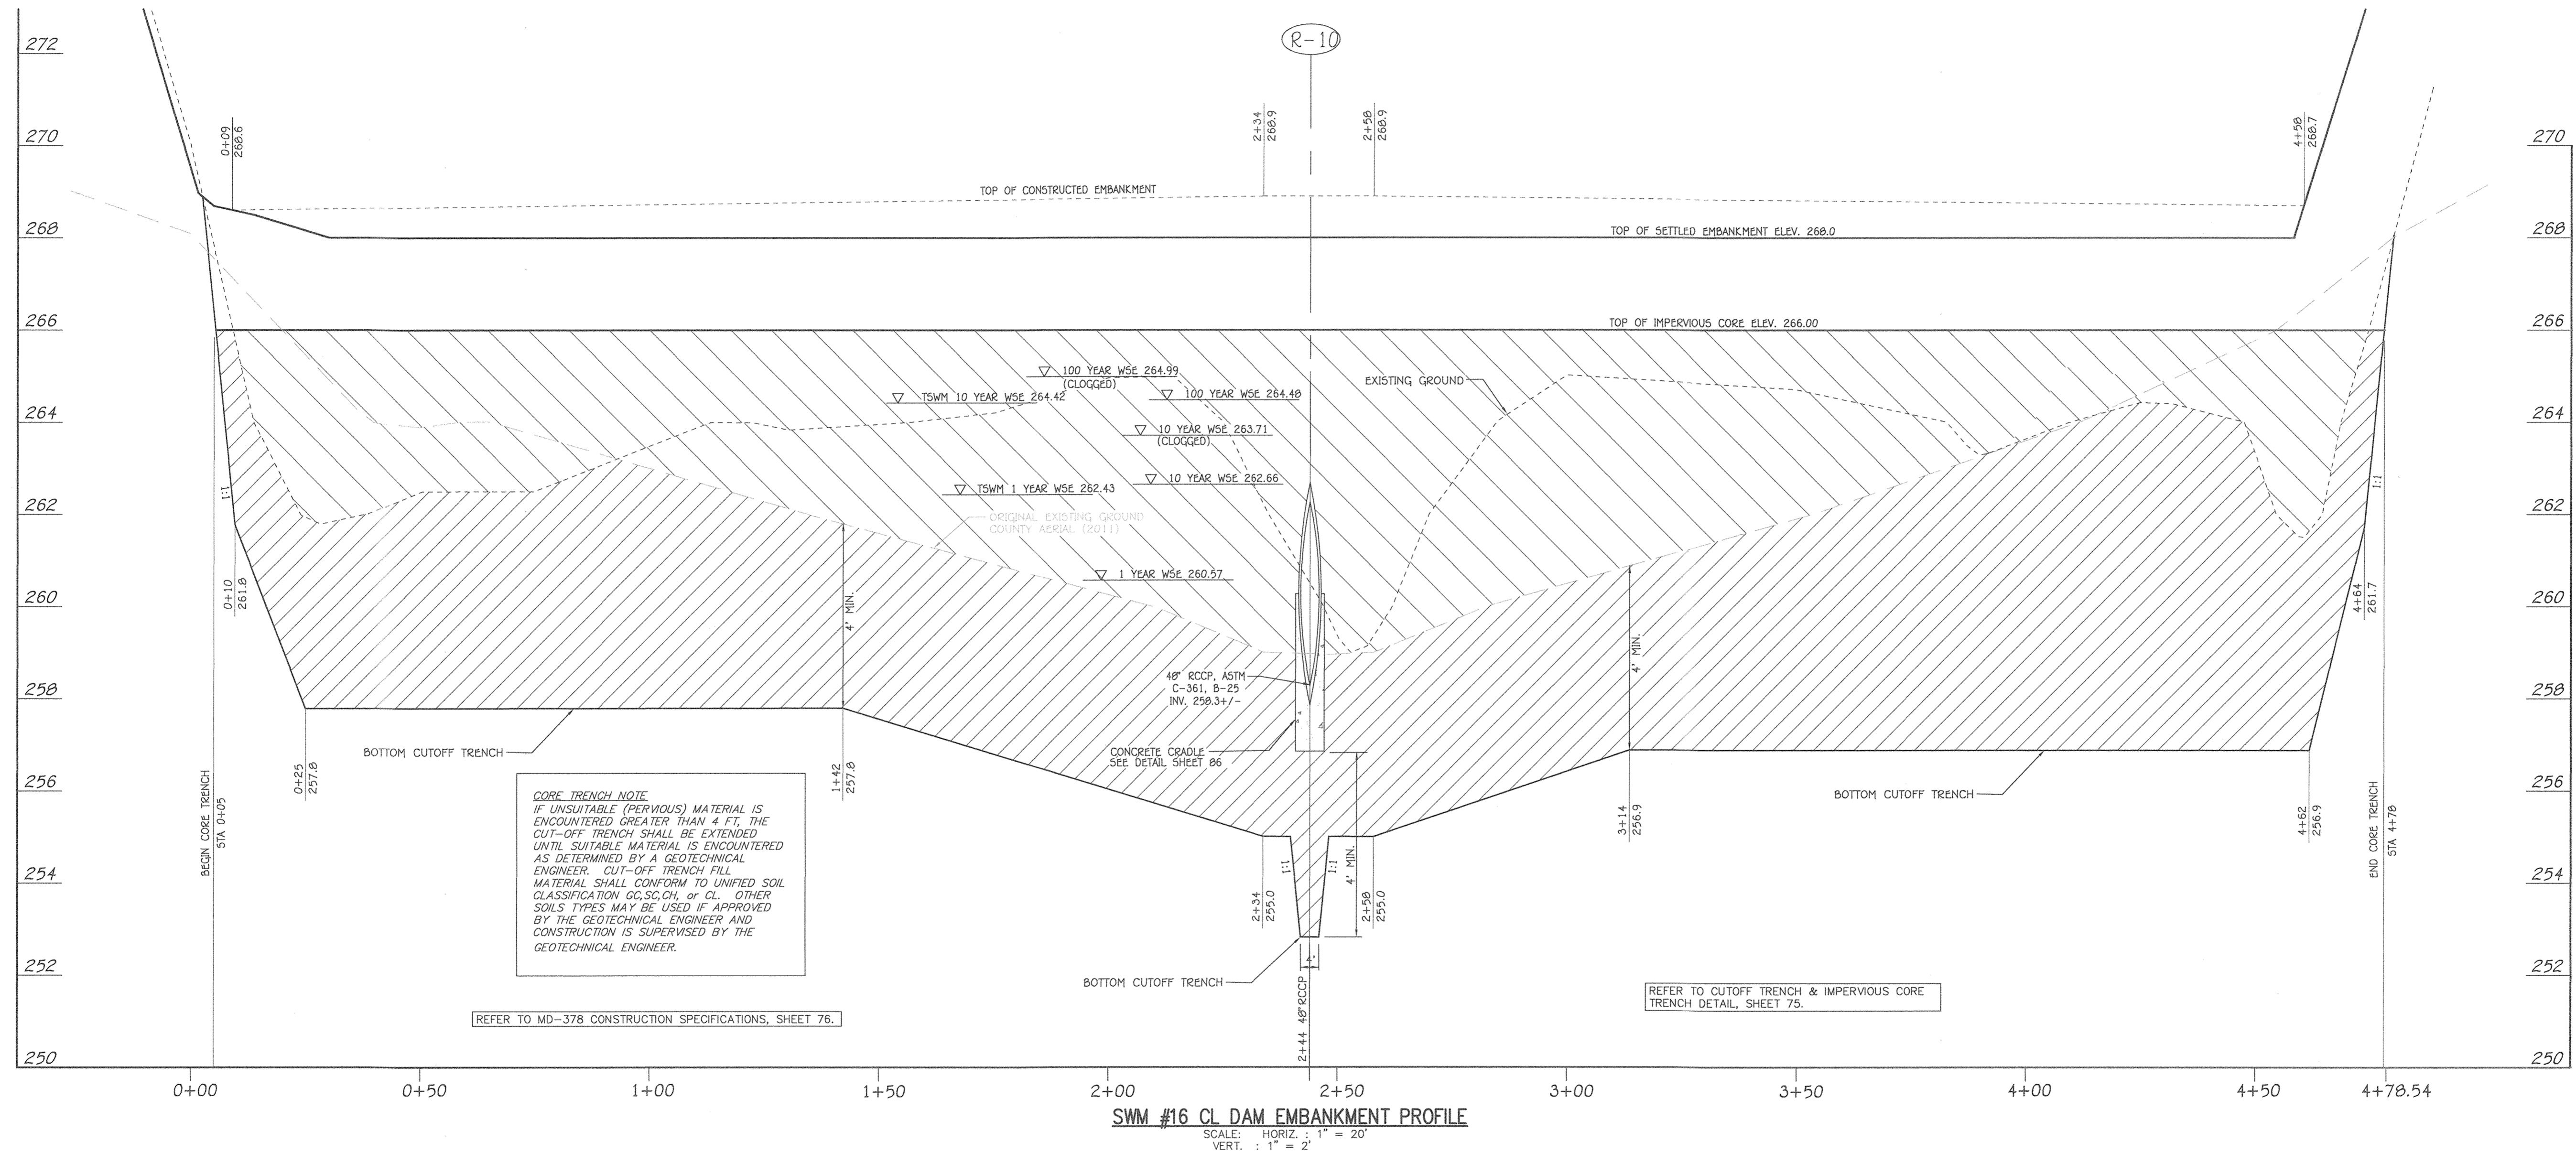 R-10
272
270
268
266
264
262
260
258
256
254
252
250
270
268
266
264
262
260
258
256
254
252
250
0+09
268.6
2+34
268.9
2+58
268.9
4+58
268.7
TOP OF CONSTRUCTED EMBANKMENT
TOP OF SETTLED EMBANKMENT ELEV. 268.0
TOP OF IMPERVIOUS CORE ELEV. 266.00
100 YEAR WSE 264.99
(CLOGGED)
TSWM 10 YEAR WSE 264.42
100 YEAR WSE 264.48
10 YEAR WSE 263.71
(CLOGGED)
10 YEAR WSE 262.66
TSWM 1 YEAR WSE 262.43
1 YEAR WSE 260.57
EXISTING GROUND
ORIGINAL EXISTING GROUND
COUNTY AERIAL (2011)
1:1
1:1
0+10
261.8
4+64
261.7
4' MIN.
4' MIN.
48" RCCP, ASTM
C-361, B-25
INV. 258.3+/-
CONCRETE CRADLE
SEE DETAIL SHEET 86
BOTTOM CUTOFF TRENCH
BOTTOM CUTOFF TRENCH
BEGIN CORE TRENCH
STA 0+05
0+25
257.8
1+42
257.8
3+14
256.9
4+62
256.9
END CORE TRENCH
STA 4+78
CORE TRENCH NOTE
IF UNSUITABLE (PERVIOUS) MATERIAL IS
ENCOUNTERED GREATER THAN 4 FT, THE
CUT-OFF TRENCH SHALL BE EXTENDED
UNTIL SUITABLE MATERIAL IS ENCOUNTERED
AS DETERMINED BY A GEOTECHNICAL
ENGINEER. CUT-OFF TRENCH FILL
MATERIAL SHALL CONFORM TO UNIFIED SOIL
CLASSIFICATION GC,SC,CH, or CL. OTHER
SOILS TYPES MAY BE USED IF APPROVED
BY THE GEOTECHNICAL ENGINEER AND
CONSTRUCTION IS SUPERVISED BY THE
GEOTECHNICAL ENGINEER.
1:1
1:1
4' MIN.
2+34
255.0
2+58
255.0
4'
BOTTOM CUTOFF TRENCH
2+44 48"RCCP
REFER TO MD-378 CONSTRUCTION SPECIFICATIONS, SHEET 76.
REFER TO CUTOFF TRENCH & IMPERVIOUS CORE
TRENCH DETAIL, SHEET 75.
0+00
0+50
1+00
1+50
2+00
2+50
3+00
3+50
4+00
4+50
4+78.54
SWM #16 CL DAM EMBANKMENT PROFILE
SCALE: HORIZ. : 1" = 20'
VERT. : 1" = 2'